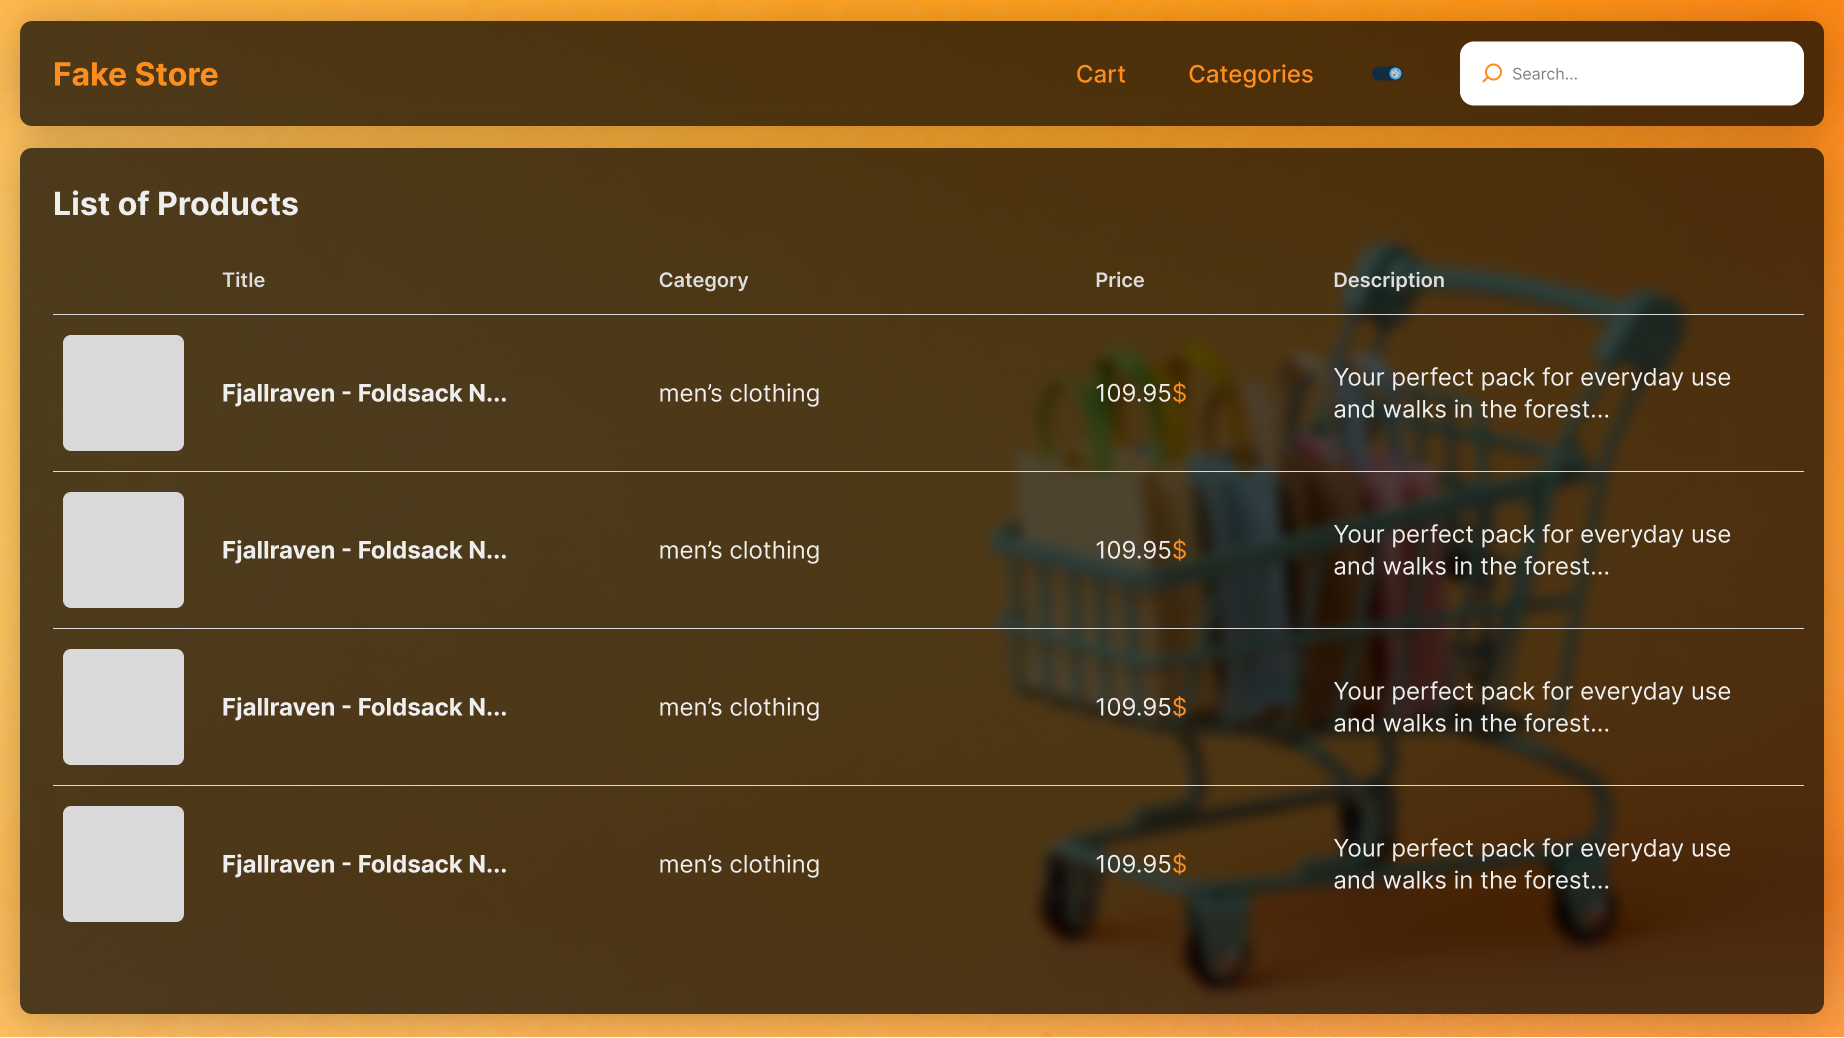 Fake Store
Cart
Categories
Search...
List of Products
Title
Category
Price
Description
Fjallraven - Foldsack N...
men’s clothing
109.95$
Your perfect pack for everyday use
and walks in the forest...
Fjallraven - Foldsack N...
men’s clothing
109.95$
Your perfect pack for everyday use
and walks in the forest...
Fjallraven - Foldsack N...
men’s clothing
109.95$
Your perfect pack for everyday use
and walks in the forest...
Fjallraven - Foldsack N...
men’s clothing
109.95$
Your perfect pack for everyday use
and walks in the forest...